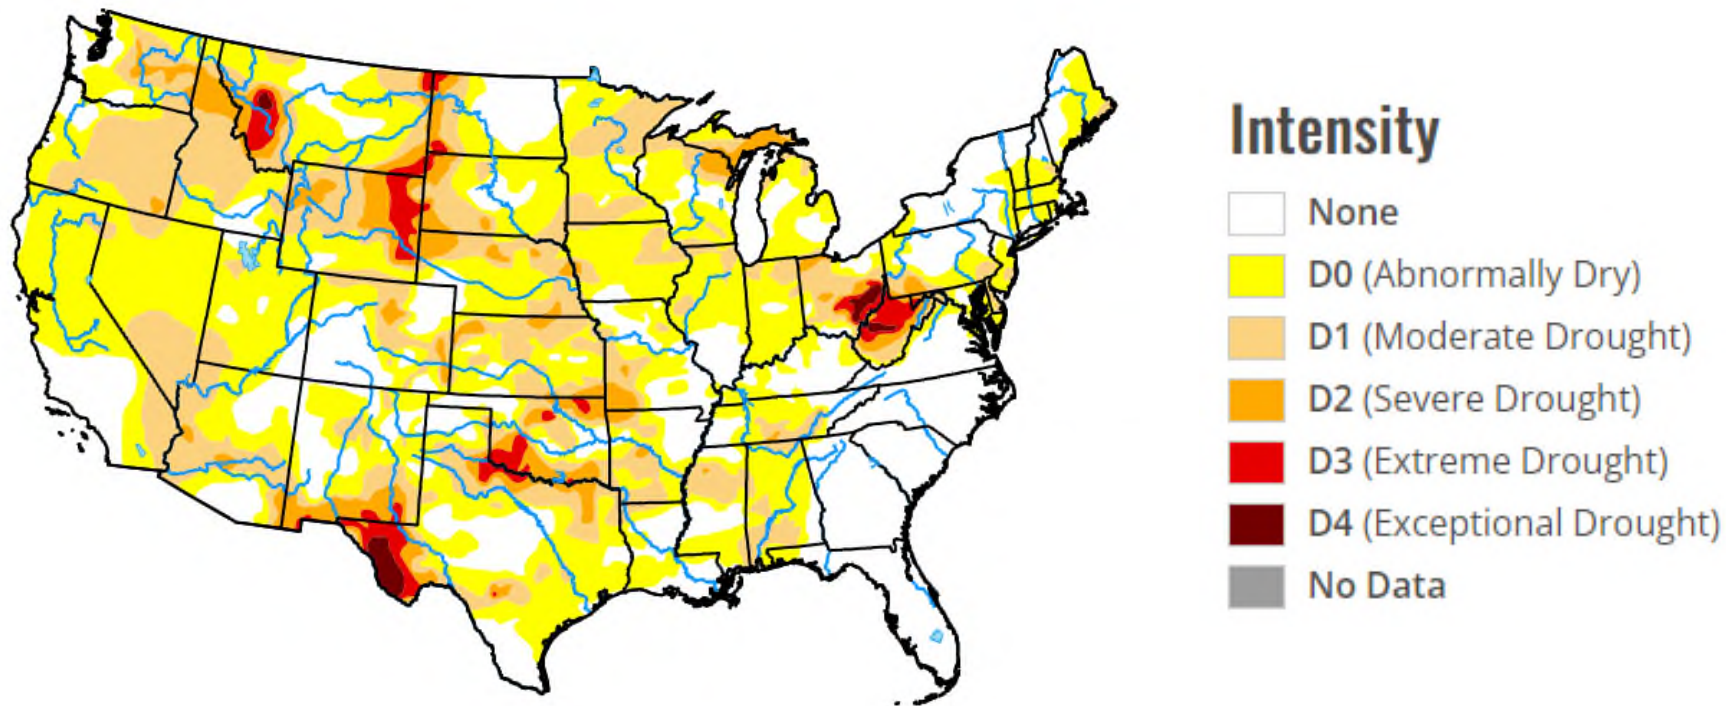 Intensity
None
D0 (Abnormally Dry)
D1 (Moderate Drought)
D2 (Severe Drought)
D3 (Extreme Drought)
D4 (Exceptional Drought)
No Data